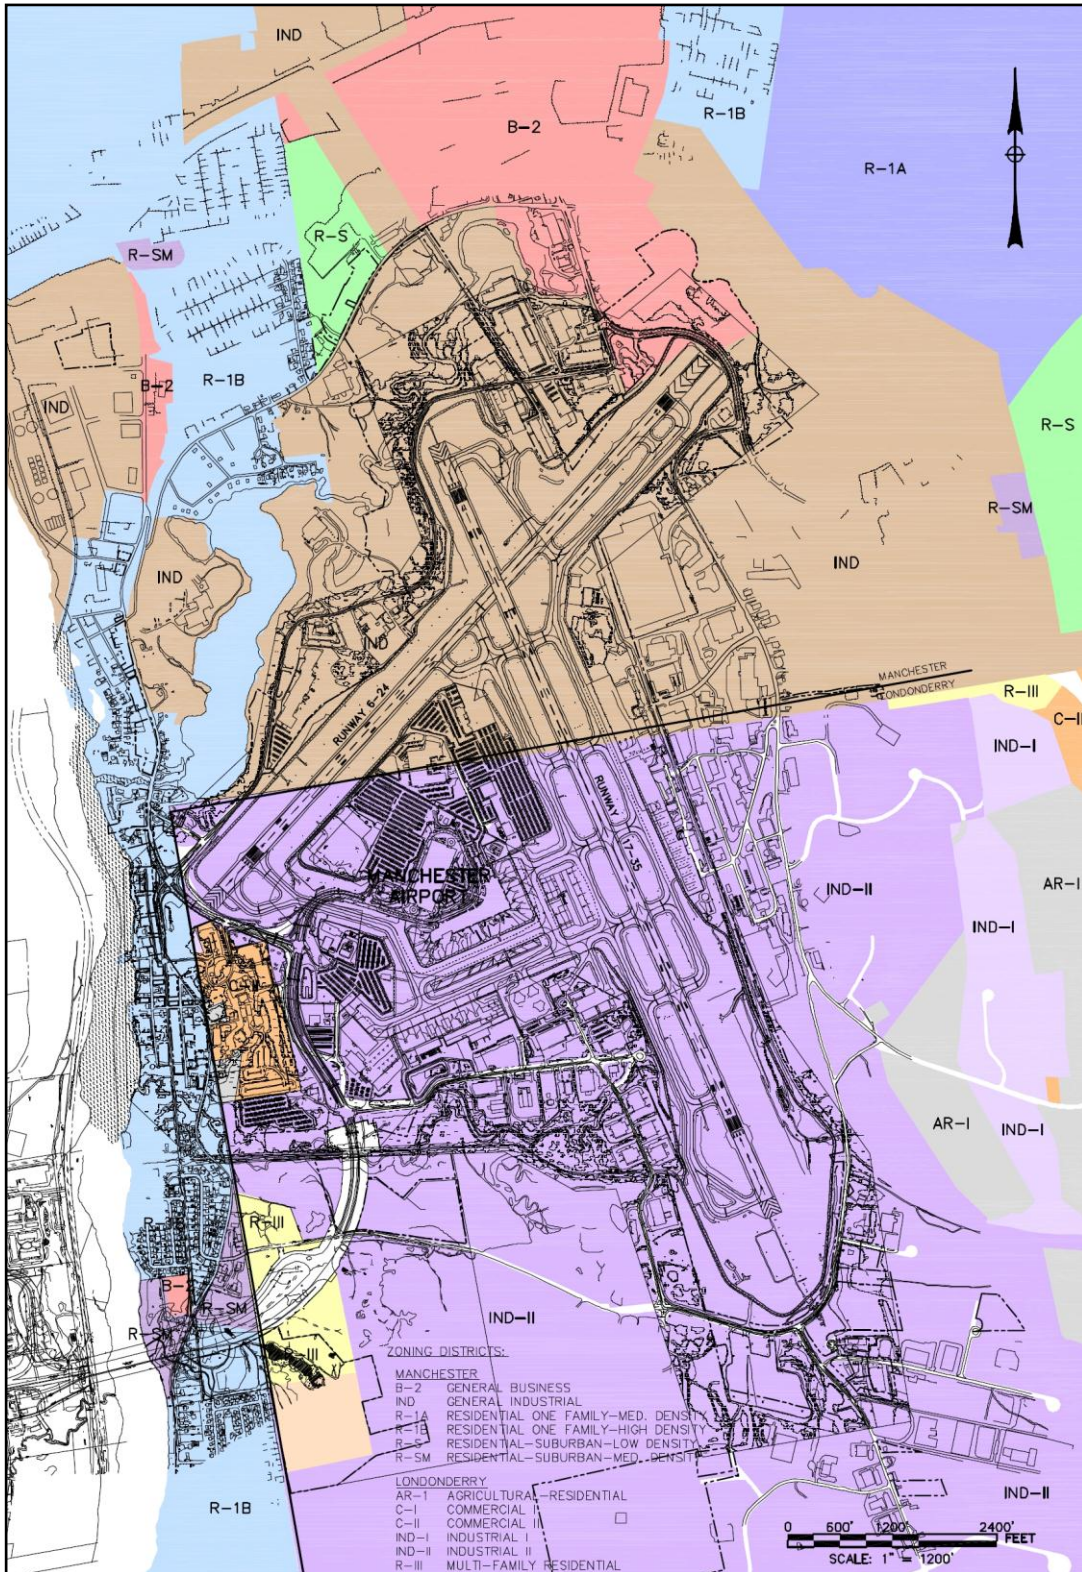 IND
R-1B
B-2
R-1A
R-S
R-SM
R-1B
B-2
IND
R-S
R-SM
IND
IND
IND
MANCHESTER
LONDONDERRY
R-III
C-II
IND-I
RUNWAY 6-24
RUNWAY 17-35
MANCHESTER
AIRPORT
IND-II
AR-I
IND-I
AR-I
IND-I
R-III
R-SM
R-SM
R-III
IND-II
R-1B
IND-II
ZONING DISTRICTS:
MANCHESTER
B-2 GENERAL BUSINESS
IND GENERAL INDUSTRIAL
R-1A RESIDENTIAL ONE FAMILY-MED. DENSITY
R-1B RESIDENTIAL ONE FAMILY-HIGH DENSITY
R-S RESIDENTIAL-SUBURBAN-LOW DENSITY
R-SM RESIDENTIAL-SUBURBAN-MED. DENSITY
LONDONDERRY
AR-1 AGRICULTURAL-RESIDENTIAL
C-I COMMERCIAL I
C-II COMMERCIAL II
IND-I INDUSTRIAL I
IND-II INDUSTRIAL II
R-III MULTI-FAMILY RESIDENTIAL
0 600' 1200' 2400'
FEET
SCALE: 1" = 1200'